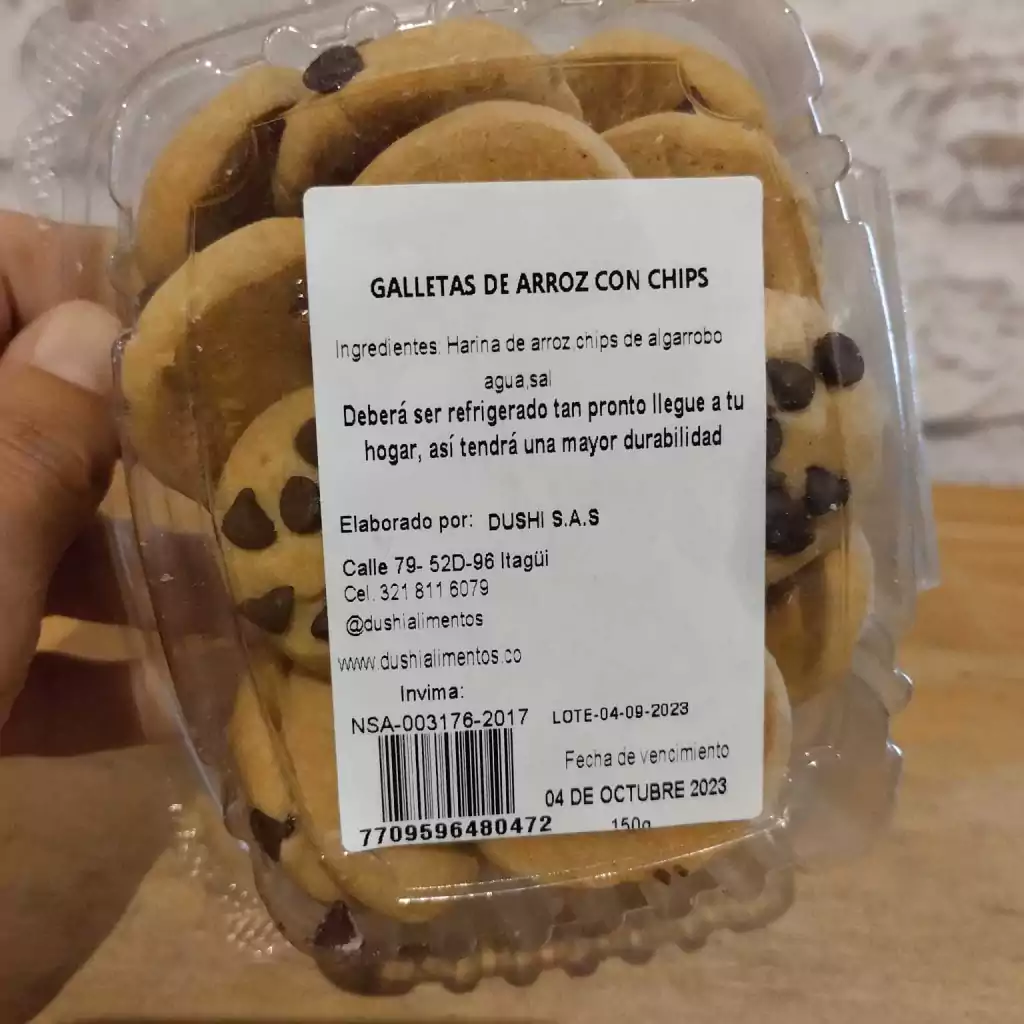 GALLETAS DE ARROZ CON CHIPS
Ingredientes: Harina de arroz,chips de algarrobo
agua,sal
Deberá ser refrigerado tan pronto llegue a tu
hogar, así tendrá una mayor durabilidad
Elaborado por: DUSHI S.A.S
Calle 79- 52D-96 Itagüi
Cel. 321 811 6079
@dushialimentos
www.dushialimentos.co
Invima:
NSA-003176-2017 LOTE-04-09-2023
Fecha de vencimiento
04 DE OCTUBRE 2023
7709596480472 150g